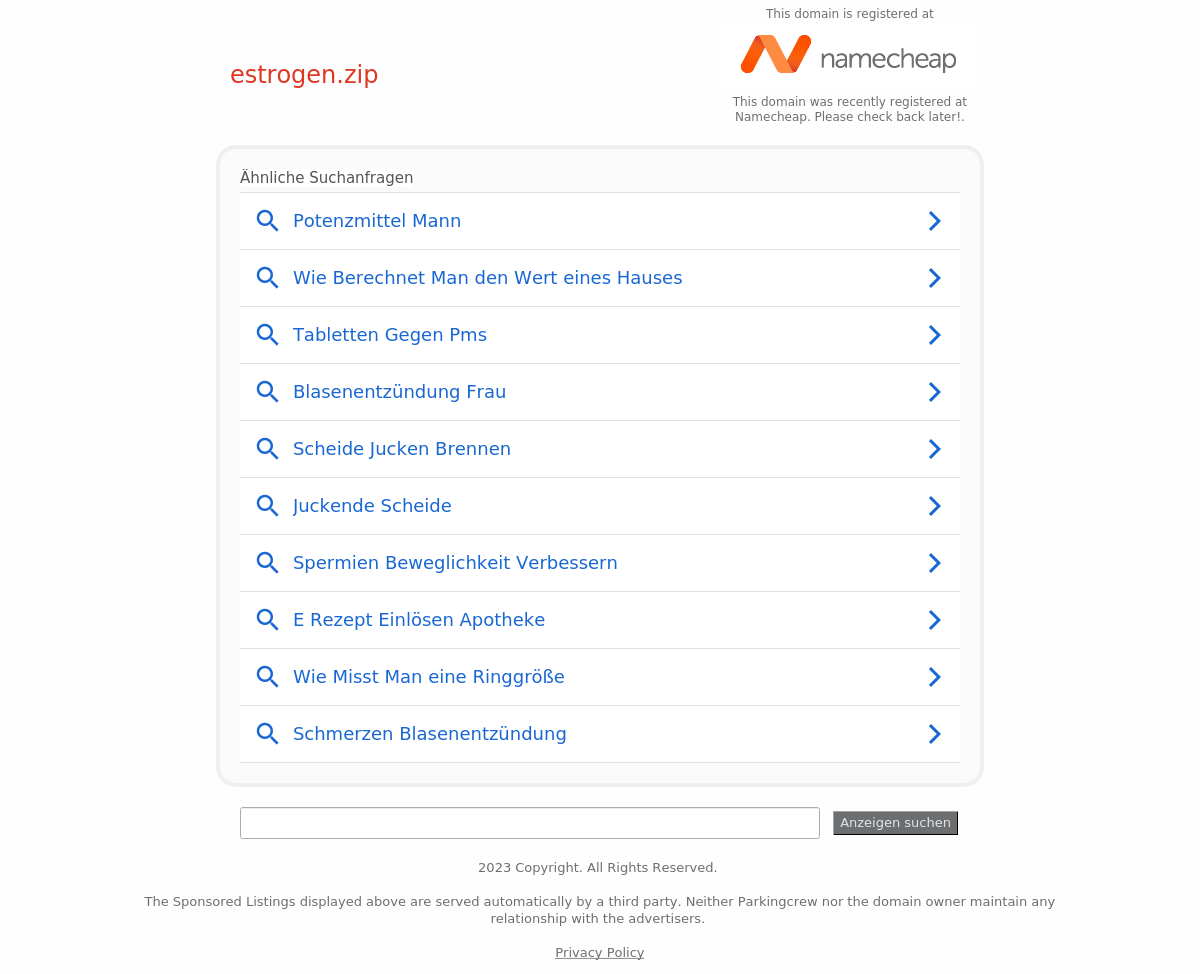 This domain is registered at
namecheap
estrogen.zip
This domain was recently registered at
Namecheap. Please check back later!.
Ähnliche Suchanfragen
Potenzmittel Mann
Wie Berechnet Man den Wert eines Hauses
Tabletten Gegen Pms
Blasenentzündung Frau
Scheide Jucken Brennen
Juckende Scheide
Spermien Beweglichkeit Verbessern
E Rezept Einlösen Apotheke
Wie Misst Man eine Ringgröße
Schmerzen Blasenentzündung
Anzeigen suchen
2023 Copyright. All Rights Reserved.
The Sponsored Listings displayed above are served automatically by a third party. Neither Parkingcrew nor the domain owner maintain any
relationship with the advertisers.
Privacy Policy